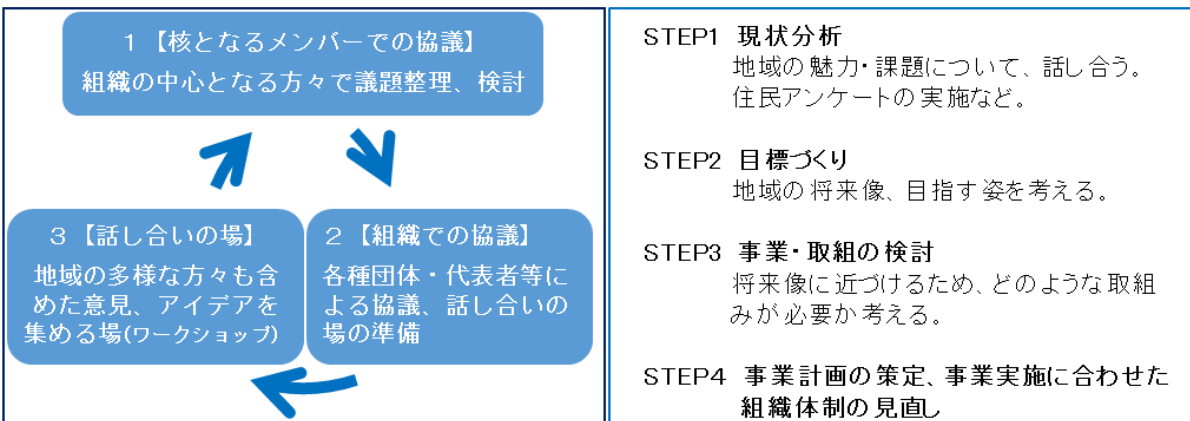 1 【核となるメンバーでの協議】
組織の中心となる方々で議題整理、検討
3 【話し合いの場】
地域の多様な方々も含
めた意見、アイデアを
集める場(ワークショップ)
2 【組織での協議】
各種団体・代表者等に
よる協議、話し合いの
場の準備
STEP1 現状分析
地域の魅力・課題について、話し合う。
住民アンケートの実施など。
STEP2 目標づくり
地域の将来像、目指す姿を考える。
STEP3 事業・取組の検討
将来像に近づけるため、どのような取組
みが必要か考える。
STEP4 事業計画の策定、事業実施に合わせた
組織体制の見直し